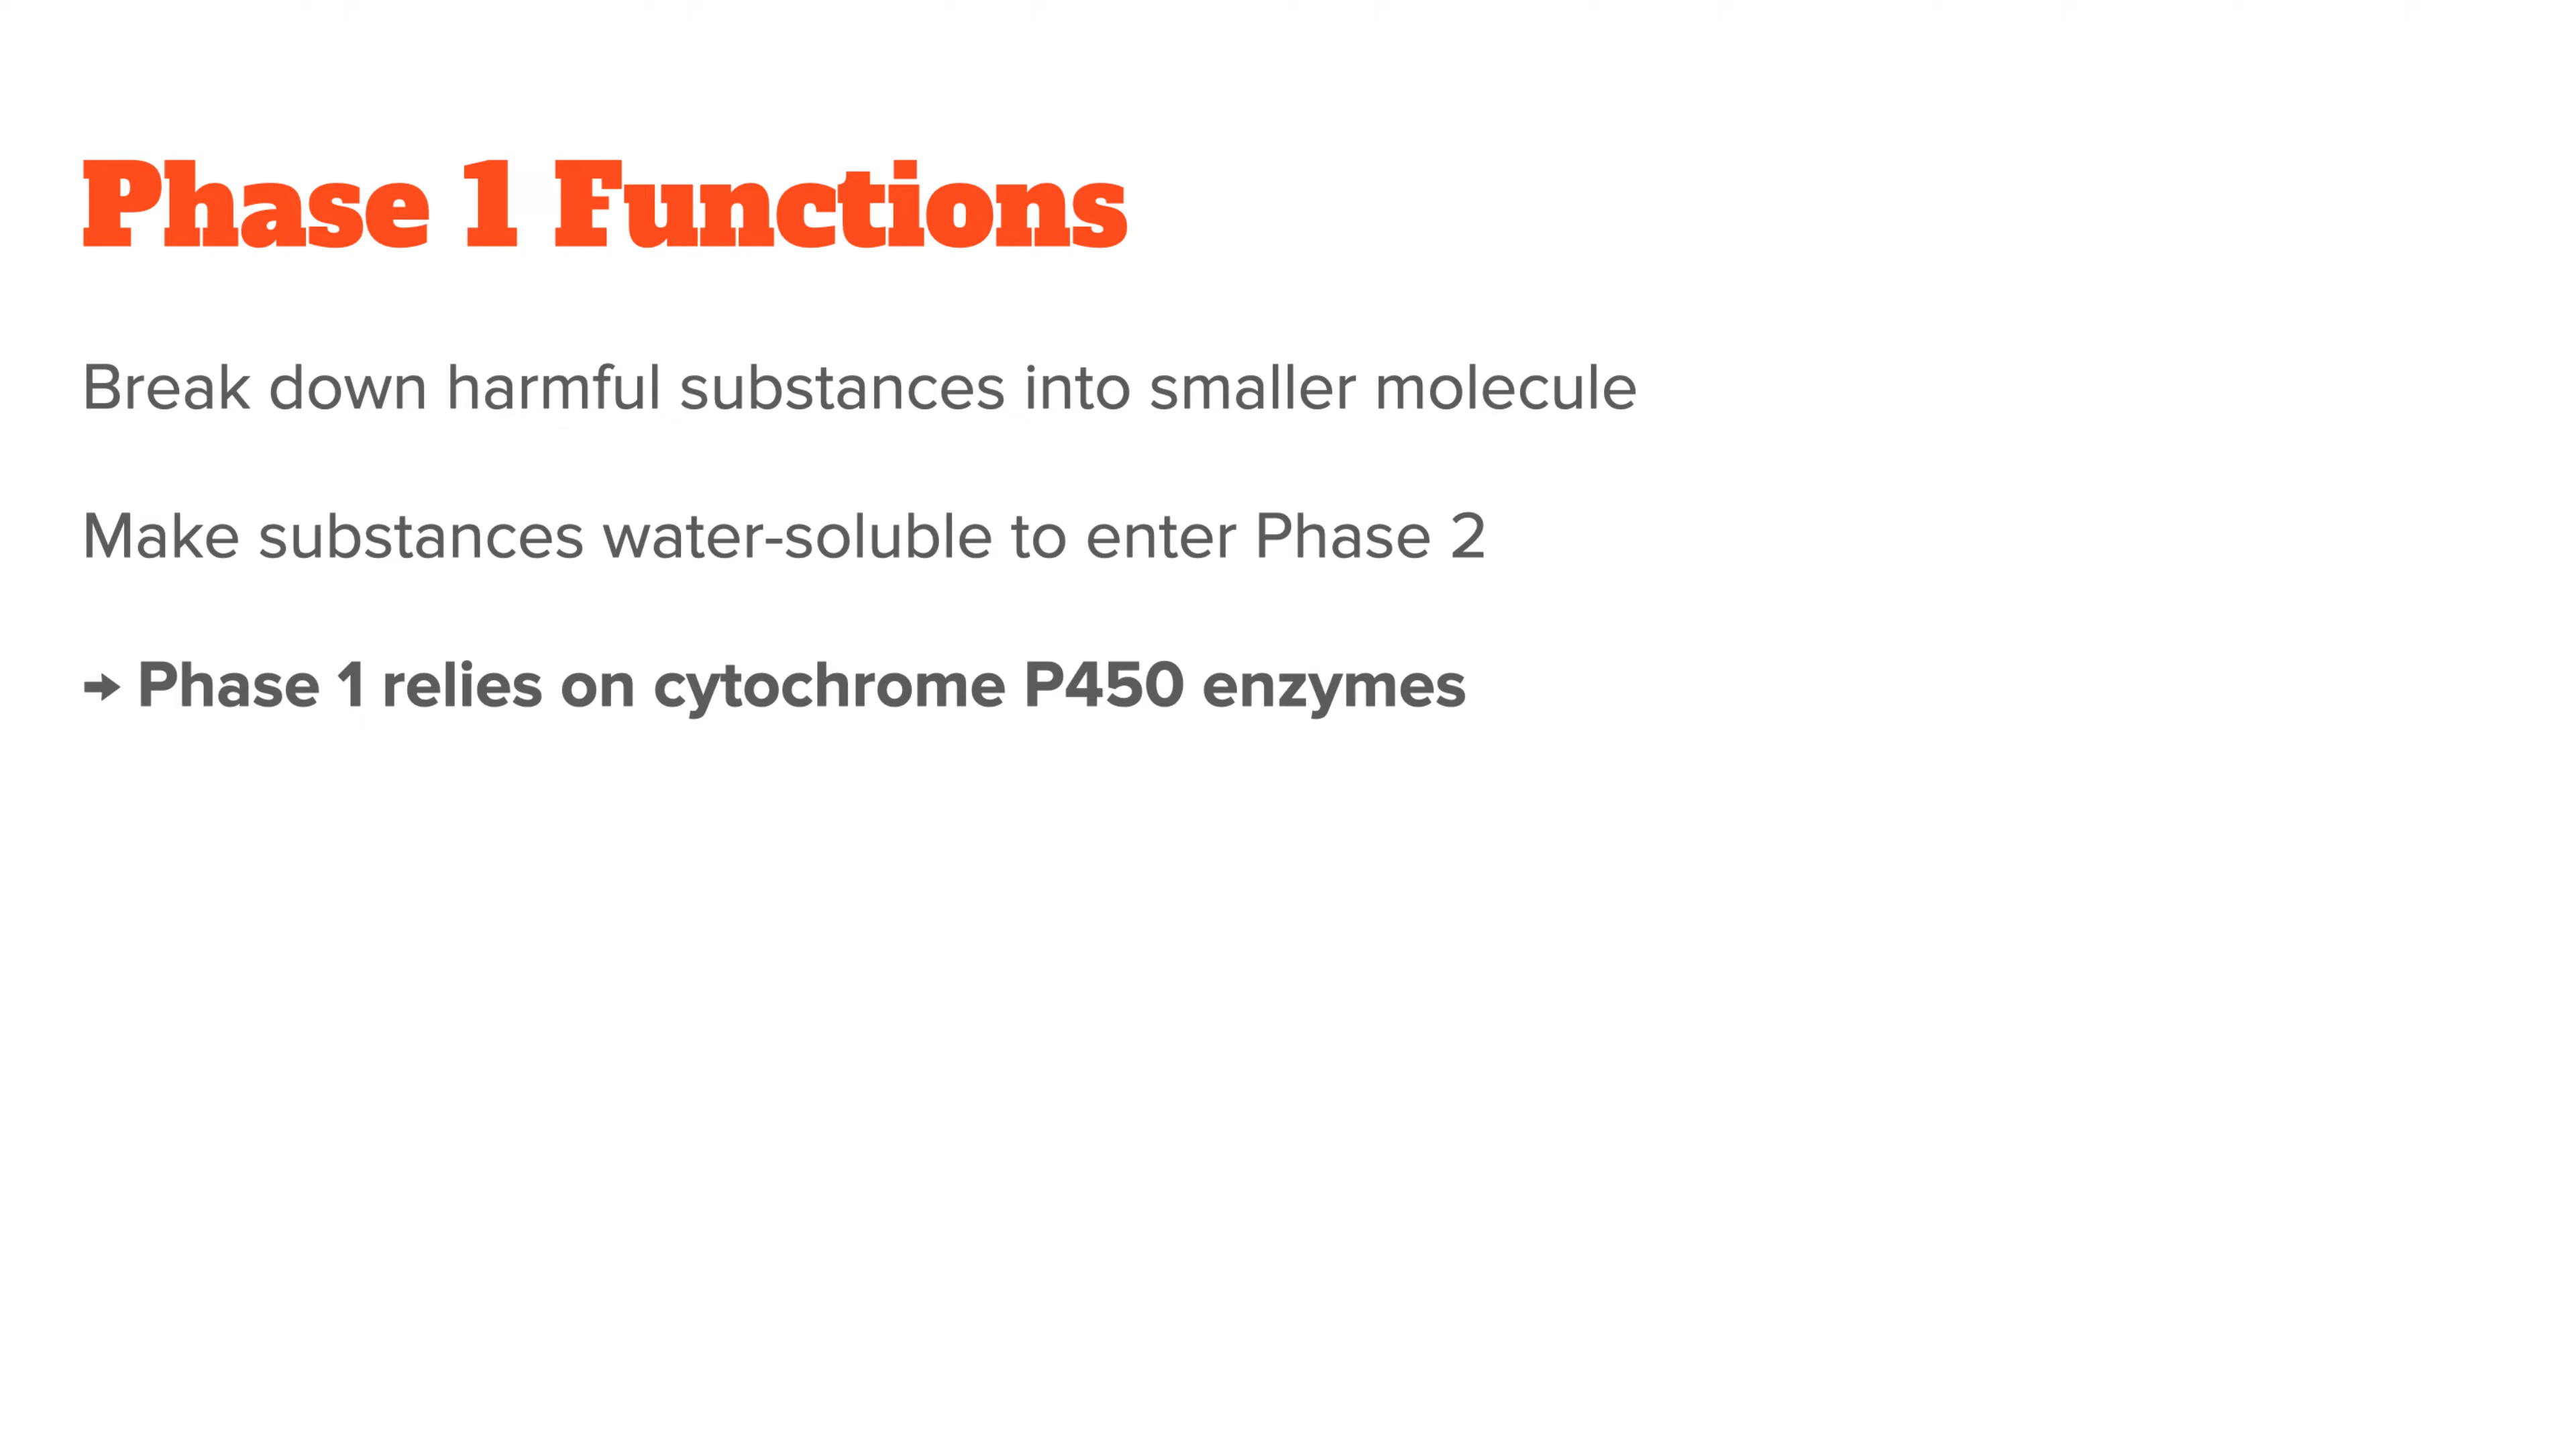 Phase 1 Functions
Break down harmful substances into smaller molecule
Make substances water-soluble to enter Phase 2
→ Phase 1 relies on cytochrome P450 enzymes